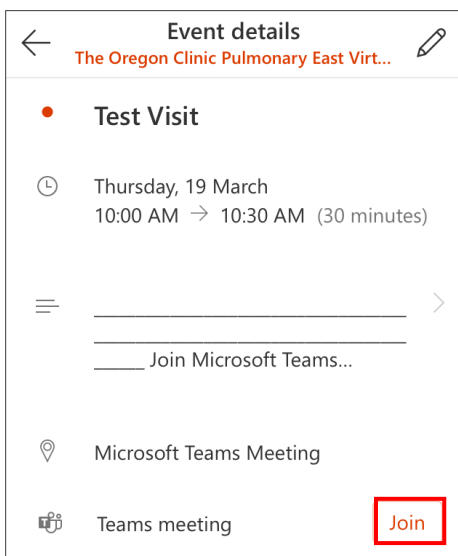 Event details
The Oregon Clinic Pulmonary East Virt...
Test Visit
Thursday, 19 March
10:00 AM → 10:30 AM (30 minutes)
________________________________
________________________________
_____ Join Microsoft Teams...
Microsoft Teams Meeting
Teams meeting
Join